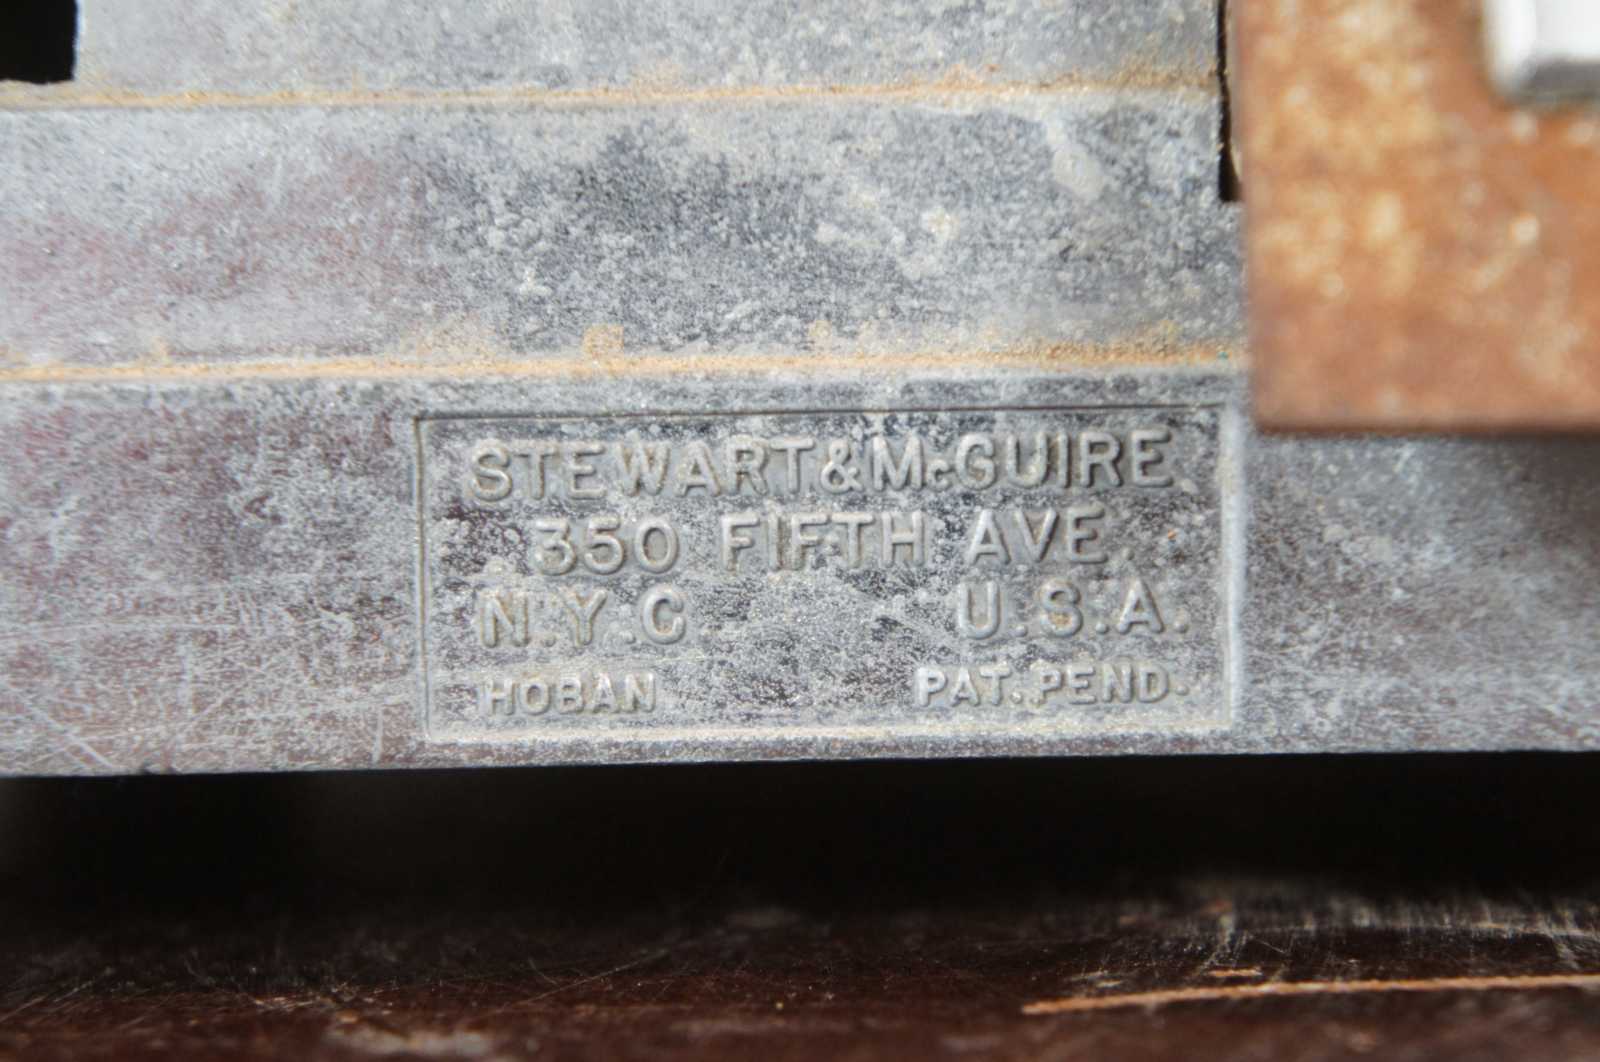 STEWART & McGUIRE
350 FIFTH AVE.
N.Y.C. U.S.A.
HOBAN PAT. PEND.